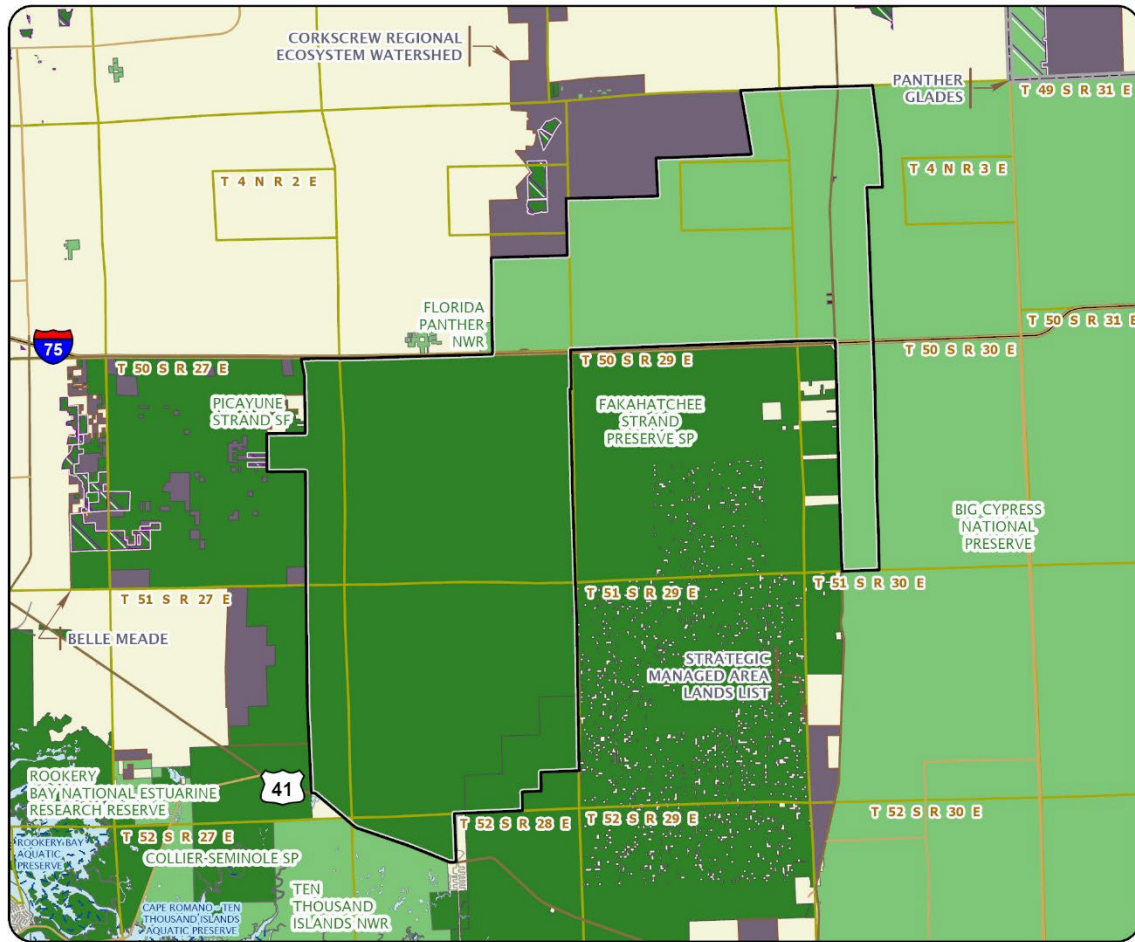 CORKSCREW REGIONAL
ECOSYSTEM WATERSHED
PANTHER
GLADES
T 49 S R 31 E
T 4 N R 2 E
T 4 N R 3 E
FLORIDA
PANTHER
NWR
T 50 S R 31 E
75
T 50 S R 27 E
T 50 S R 29 E
T 50 S R 30 E
PICAYUNE
STRAND SF
FAKAHATCHEE
STRAND
PRESERVE SP
BIG CYPRESS
NATIONAL
PRESERVE
T 51 S R 27 E
T 51 S R 29 E
T 51 S R 30 E
BELLE MEADE
STRATEGIC
MANAGED AREA
LANDS LIST
ROOKERY
BAY NATIONAL ESTUARINE
RESEARCH RESERVE
41
T 52 S R 27 E
T 52 S R 28 E
T 52 S R 29 E
T 52 S R 30 E
ROOKERY BAY
AQUATIC
PRESERVE
COLLIER-SEMINOLE SP
TEN
THOUSAND
ISLANDS NWR
CAPE ROMANO - TEN
THOUSAND ISLANDS
AQUATIC PRESERVE